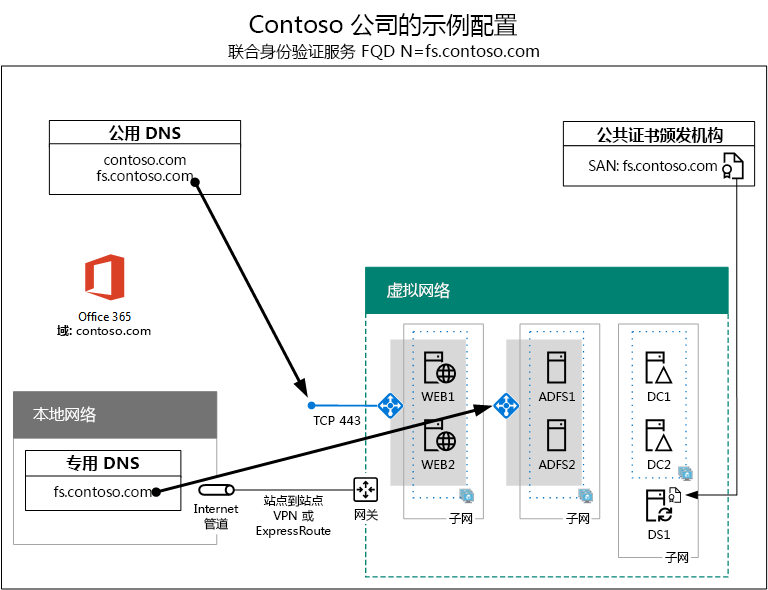 Contoso 公司的示例配置
联合身份验证服务 FQD N=fs.contoso.com
公用 DNS
contoso.com
fs.contoso.com
公共证书颁发机构
SAN: fs.contoso.com
Office 365
域: contoso.com
虚拟网络
WEB1
ADFS1
DC1
TCP 443
WEB2
ADFS2
DC2
本地网络
专用 DNS
fs.contoso.com
Internet
管道
站点到站点
VPN 或
ExpressRoute
网关
子网
子网
DS1
子网